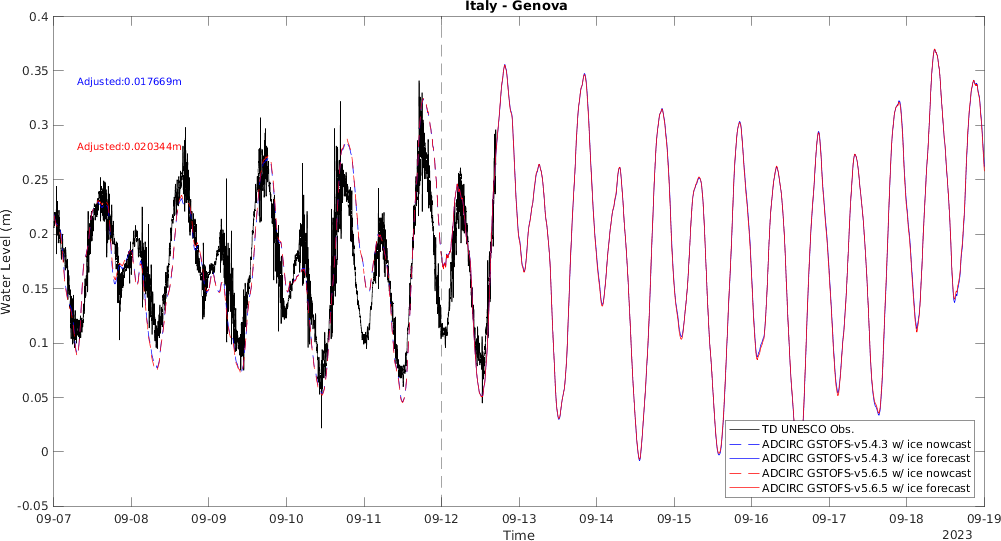 Italy - Genova
0.4
0.35
0.3
0.25
0.2
0.15
0.1
0.05
0
-0.05
Water Level (m)
Adjusted:0.017669m
Adjusted:0.020344m
TD UNESCO Obs.
ADCIRC GSTOFS-v5.4.3 w/ ice nowcast
ADCIRC GSTOFS-v5.4.3 w/ ice forecast
ADCIRC GSTOFS-v5.6.5 w/ ice nowcast
ADCIRC GSTOFS-v5.6.5 w/ ice forecast
09-07 09-08 09-09 09-10 09-11 09-12 09-13 09-14 09-15 09-16 09-17 09-18 09-19
Time
2023